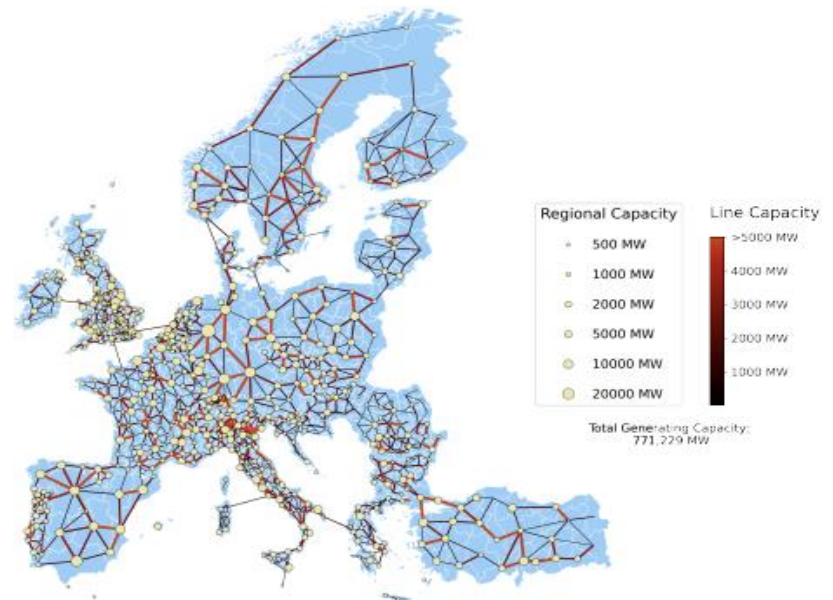 Regional Capacity
500 MW
1000 MW
2000 MW
5000 MW
10000 MW
20000 MW
Line Capacity
>5000 MW
4000 MW
3000 MW
2000 MW
1000 MW
Total Generating Capacity:
771,229 MW